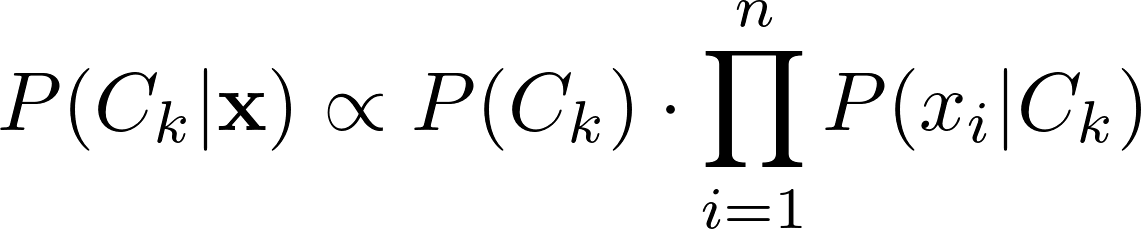 P(C_k|\mathbf{x}) \propto P(C_k) \cdot \prod_{i=1}^{n} P(x_i|C_k)